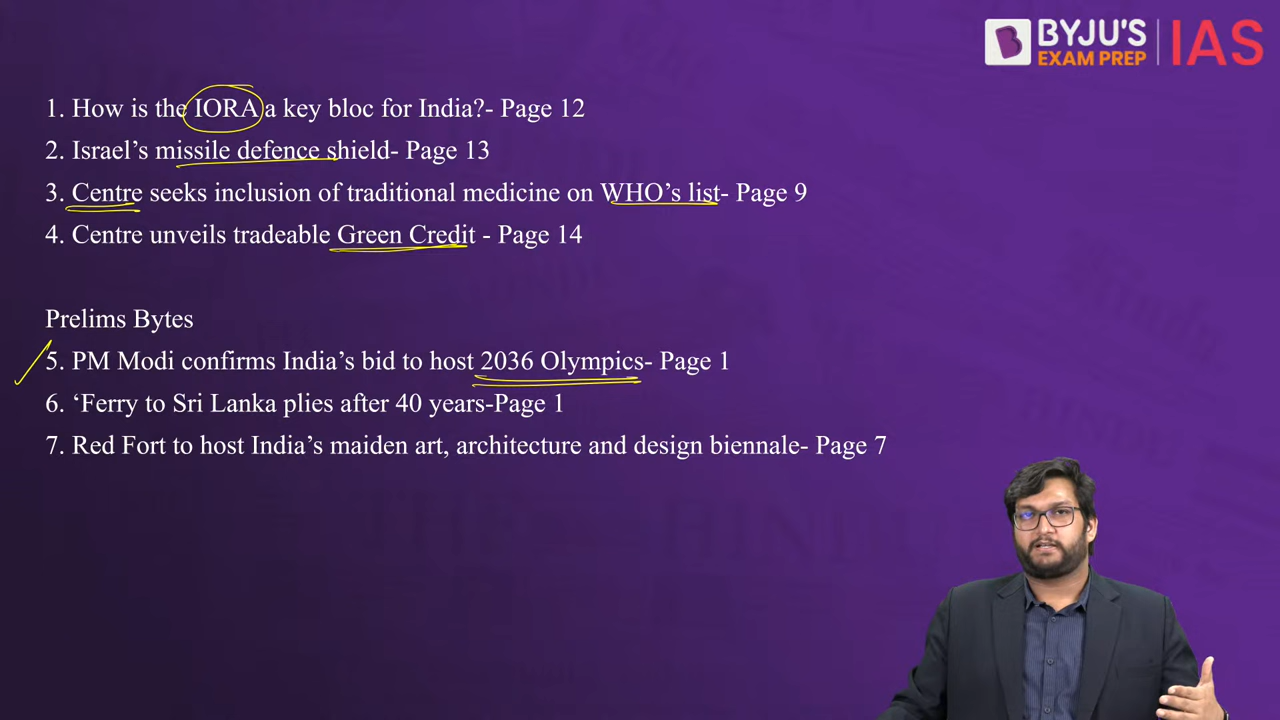 BYJU'S
EXAM PREP
IAS
1. How is the IORA a key bloc for India?- Page 12
2. Israel’s missile defence shield- Page 13
3. Centre seeks inclusion of traditional medicine on WHO’s list- Page 9
4. Centre unveils tradeable Green Credit - Page 14
Prelims Bytes
5. PM Modi confirms India’s bid to host 2036 Olympics- Page 1
6. ‘Ferry to Sri Lanka plies after 40 years-Page 1
7. Red Fort to host India’s maiden art, architecture and design biennale- Page 7